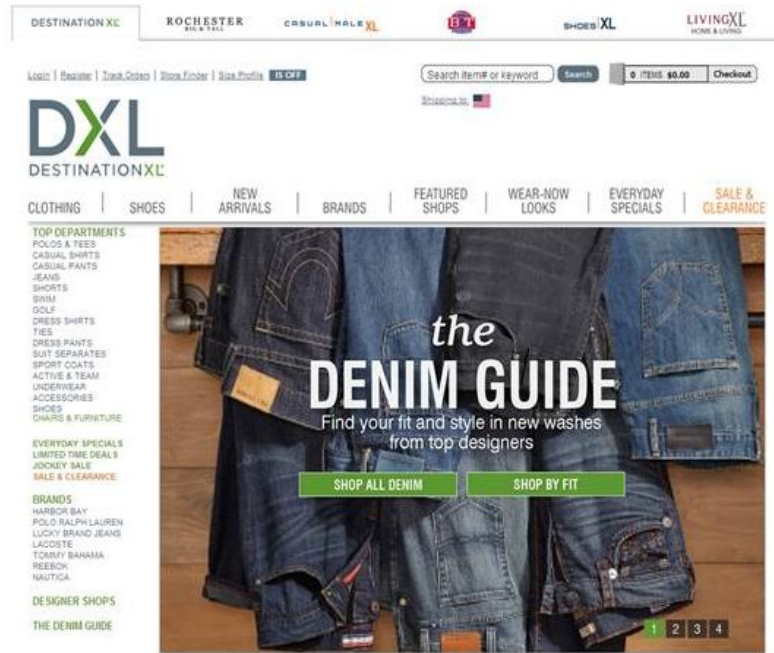 DESTINATION XL
ROCHESTER
BIG & TALL
CASUAL MALE XL
B&T
SHOES XL
LIVINGXL
HOME & LIVING
Login | Register | Track Orders | Store Finder | Size Profile IS OFF
Search item# or keyword
Search
0 ITEMS $0.00
Checkout
Shipping to:
DXL
DESTINATIONXL
CLOTHING
SHOES
NEW ARRIVALS
BRANDS
FEATURED SHOPS
WEAR-NOW LOOKS
EVERYDAY SPECIALS
SALE & CLEARANCE
TOP DEPARTMENTS
POLOS & TEES
CASUAL SHIRTS
CASUAL PANTS
JEANS
SHORTS
SWIM
GOLF
DRESS SHIRTS
TIES
DRESS PANTS
SUIT SEPARATES
SPORT COATS
ACTIVE & TEAM
UNDERWEAR
ACCESSORIES
SHOES
CHAIRS & FURNITURE
EVERYDAY SPECIALS
LIMITED TIME DEALS
JOCKEY SALE
SALE & CLEARANCE
BRANDS
HARBOR BAY
POLO RALPH LAUREN
LUCKY BRAND JEANS
LACOSTE
TOMMY BAHAMA
REEBOK
NAUTICA
DESIGNER SHOPS
THE DENIM GUIDE
the
DENIM GUIDE
Find your fit and style in new washes
from top designers
SHOP ALL DENIM
SHOP BY FIT
1 2 3 4